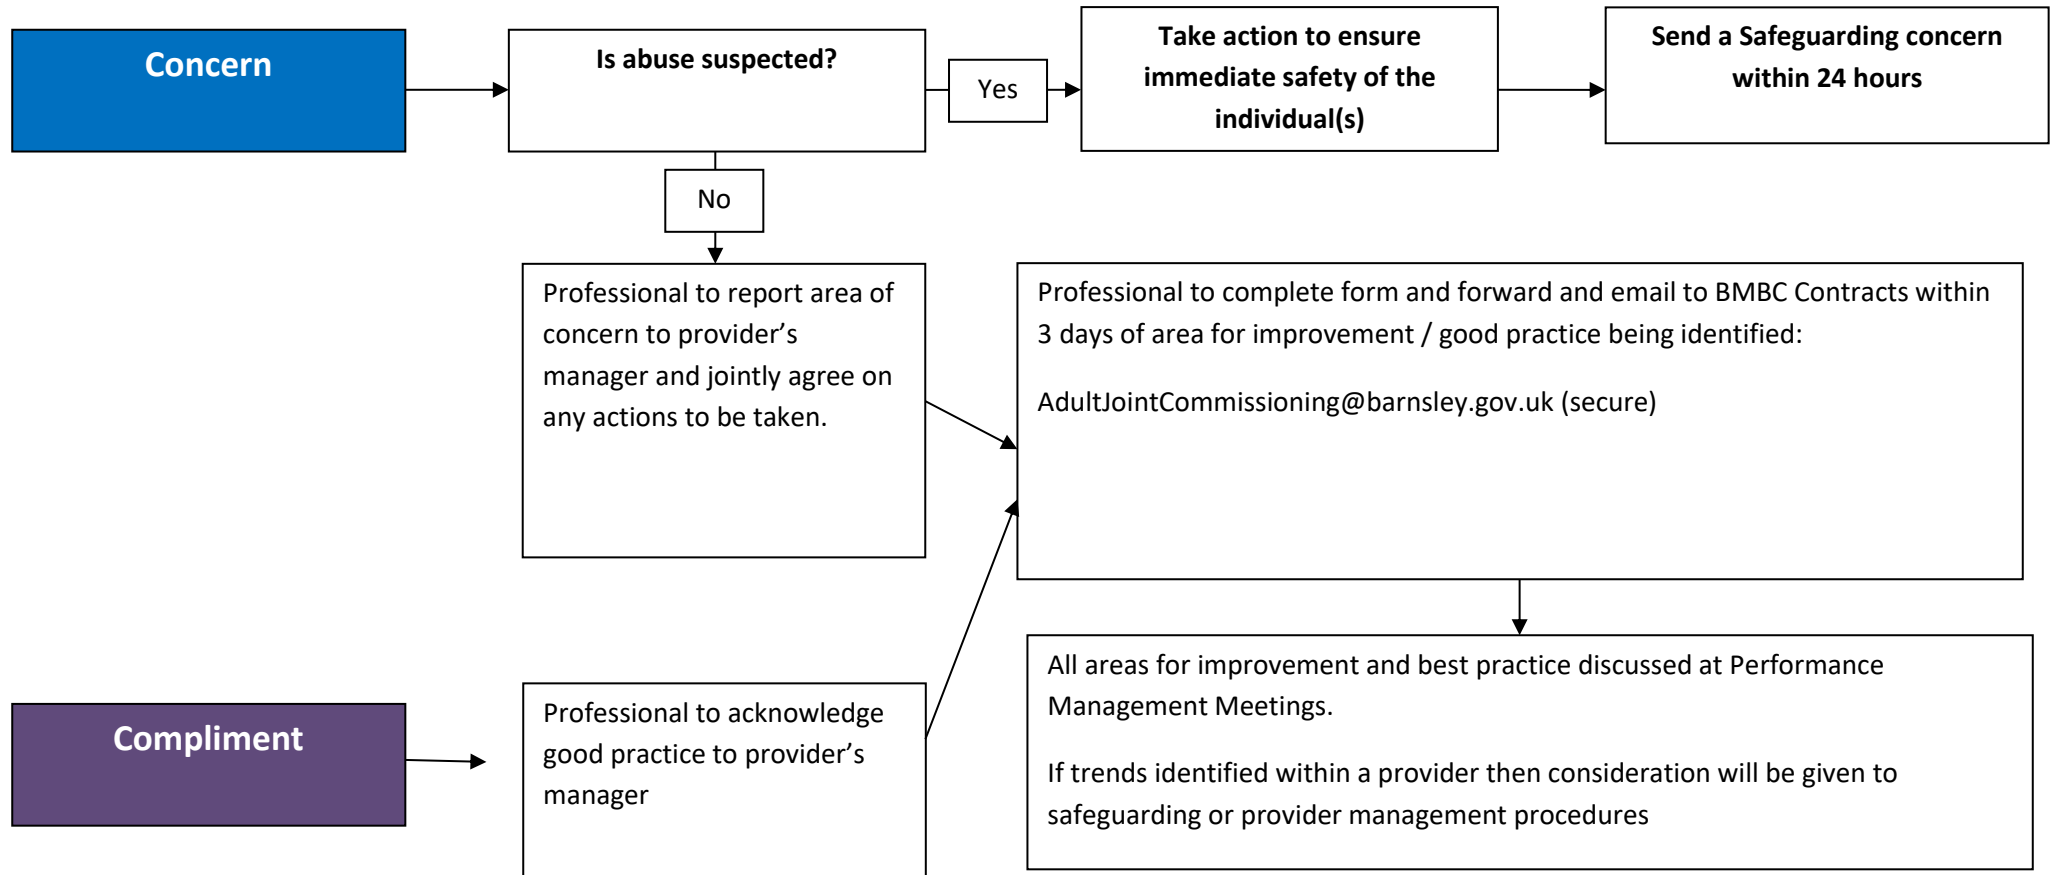 Concern
Is abuse suspected?
Yes
Take action to ensure
immediate safety of the
individual(s)
Send a Safeguarding concern
within 24 hours
No
Professional to report area of
concern to provider’s
manager and jointly agree on
any actions to be taken.
Professional to complete form and forward and email to BMBC Contracts within
3 days of area for improvement / good practice being identified:
AdultJointCommissioning@barnsley.gov.uk (secure)
Compliment
Professional to acknowledge
good practice to provider’s
manager
All areas for improvement and best practice discussed at Performance
Management Meetings.
If trends identified within a provider then consideration will be given to
safeguarding or provider management procedures